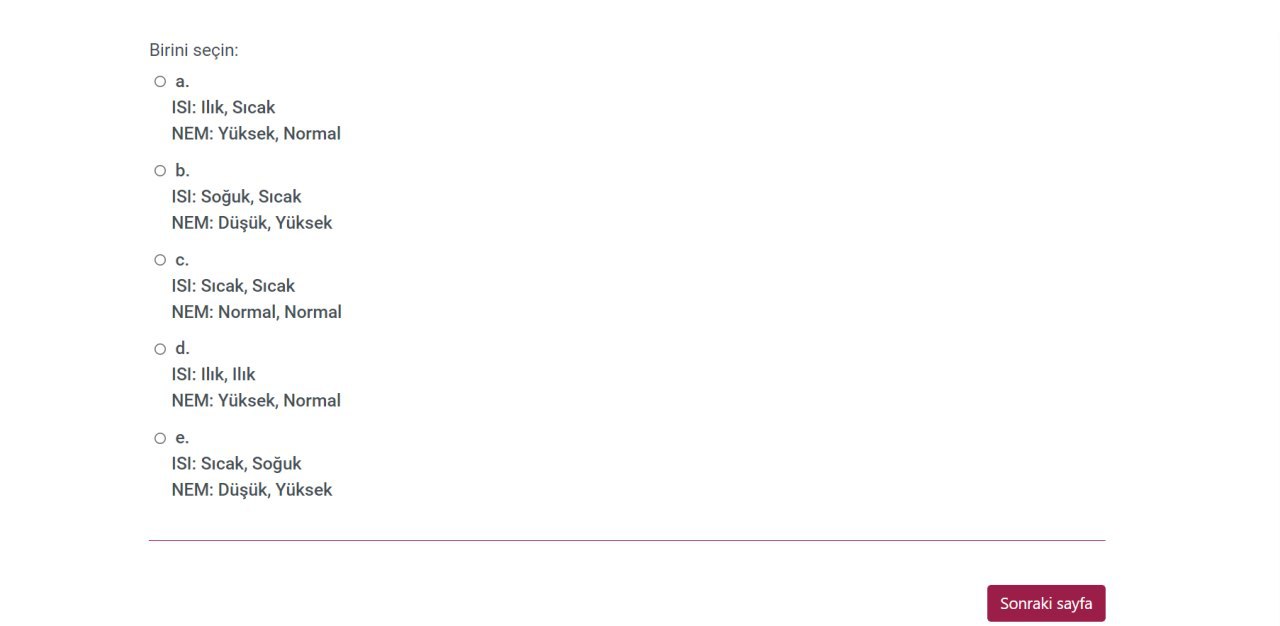 Birini seçin:
a.
ISI: Ilık, Sıcak
NEM: Yüksek, Normal
b.
ISI: Soğuk, Sıcak
NEM: Düşük, Yüksek
c.
ISI: Sıcak, Sıcak
NEM: Normal, Normal
d.
ISI: Ilık, Ilık
NEM: Yüksek, Normal
e.
ISI: Sıcak, Soğuk
NEM: Düşük, Yüksek
Sonraki sayfa